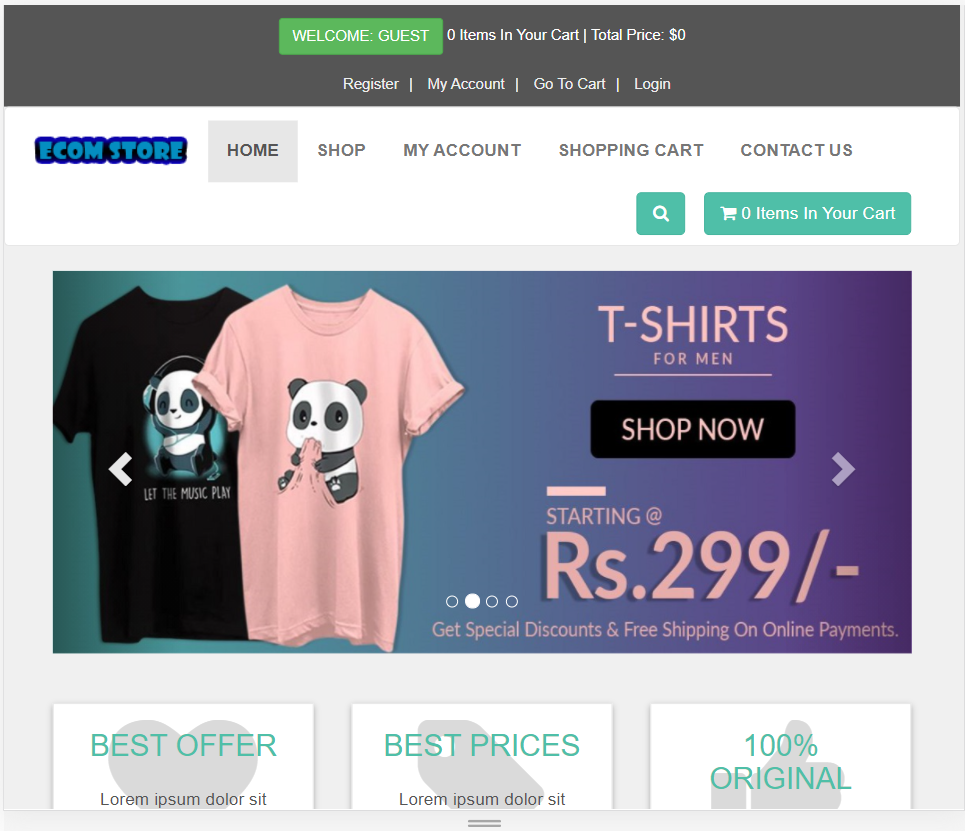 WELCOME: GUEST 0 Items In Your Cart | Total Price: $0
Register | My Account | Go To Cart | Login
ECOM STORE HOME SHOP MY ACCOUNT SHOPPING CART CONTACT US
0 Items In Your Cart
T-SHIRTS
FOR MEN
SHOP NOW
LET THE MUSIC PLAY
STARTING @
Rs.299/-
Get Special Discounts & Free Shipping On Online Payments.
BEST OFFER
Lorem ipsum dolor sit
BEST PRICES
Lorem ipsum dolor sit
100%
ORIGINAL